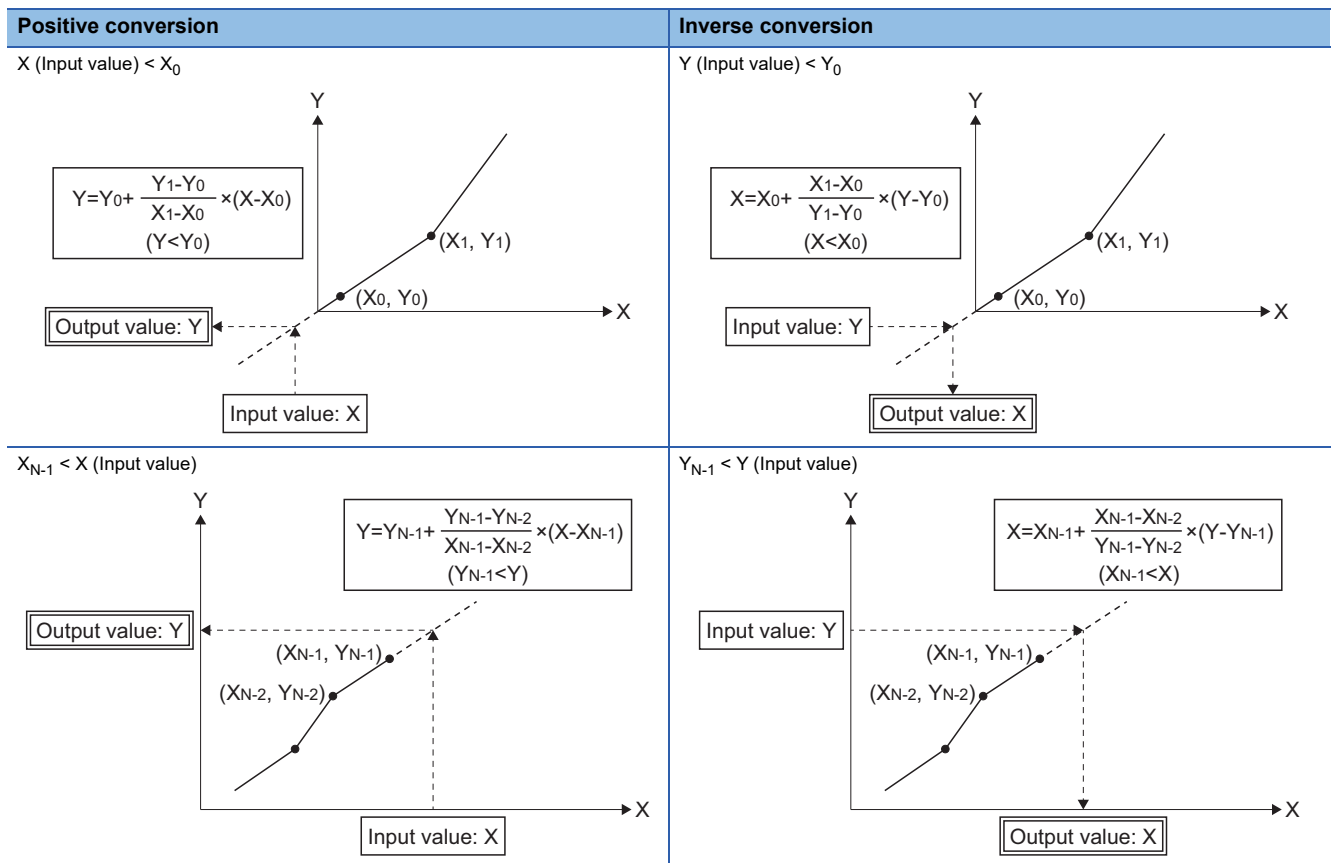 Positive conversion
Inverse conversion
X (Input value) < X0
Y
Y=Y0+ Y1-Y0 / X1-X0 ×(X-X0)
(Y<Y0)
(X1, Y1)
(X0, Y0)
X
Output value: Y
Input value: X
Y (Input value) < Y0
Y
X=X0+ X1-X0 / Y1-Y0 ×(Y-Y0)
(X<X0)
(X1, Y1)
(X0, Y0)
X
Input value: Y
Output value: X
XN-1 < X (Input value)
Y
Y=YN-1+ YN-1-YN-2 / XN-1-XN-2 ×(X-XN-1)
(YN-1<Y)
Output value: Y
(XN-1, YN-1)
(XN-2, YN-2)
X
Input value: X
YN-1 < Y (Input value)
Y
X=XN-1+ XN-1-XN-2 / YN-1-YN-2 ×(Y-YN-1)
(XN-1<X)
Input value: Y
(XN-1, YN-1)
(XN-2, YN-2)
X
Output value: X